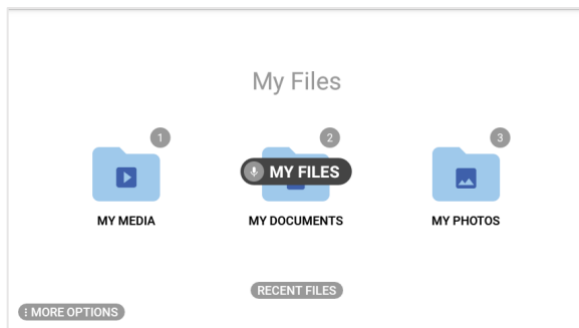 My Files
1
2
3
MY FILES
MY MEDIA
MY DOCUMENTS
MY PHOTOS
RECENT FILES
MORE OPTIONS